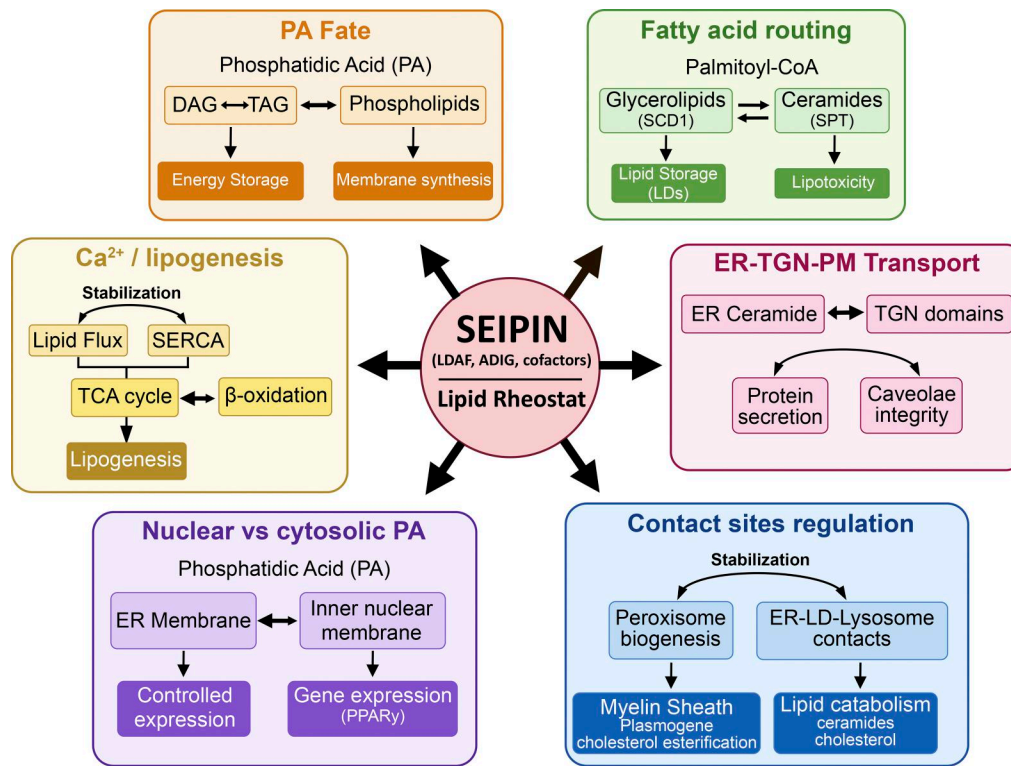 PA Fate
Phosphatidic Acid (PA)
DAG TAG
Phospholipids
Energy Storage
Membrane synthesis
Fatty acid routing
Palmitoyl-CoA
Glycerolipids
(SCD1)
Ceramides
(SPT)
Lipid Storage
(LDs)
Lipotoxicity
Ca²⁺ / lipogenesis
Stabilization
Lipid Flux
SERCA
TCA cycle
β-oxidation
Lipogenesis
SEIPIN
(LDAF, ADIG, cofactors)
Lipid Rheostat
ER-TGN-PM Transport
ER Ceramide
TGN domains
Protein
secretion
Caveolae
integrity
Nuclear vs cytosolic PA
Phosphatidic Acid (PA)
ER Membrane
Inner nuclear
membrane
Controlled
expression
Gene expression
(PPARy)
Contact sites regulation
Stabilization
Peroxisome
biogenesis
ER-LD-Lysosome
contacts
Myelin Sheath
Plasmogene
cholesterol esterification
Lipid catabolism
ceramides
cholesterol